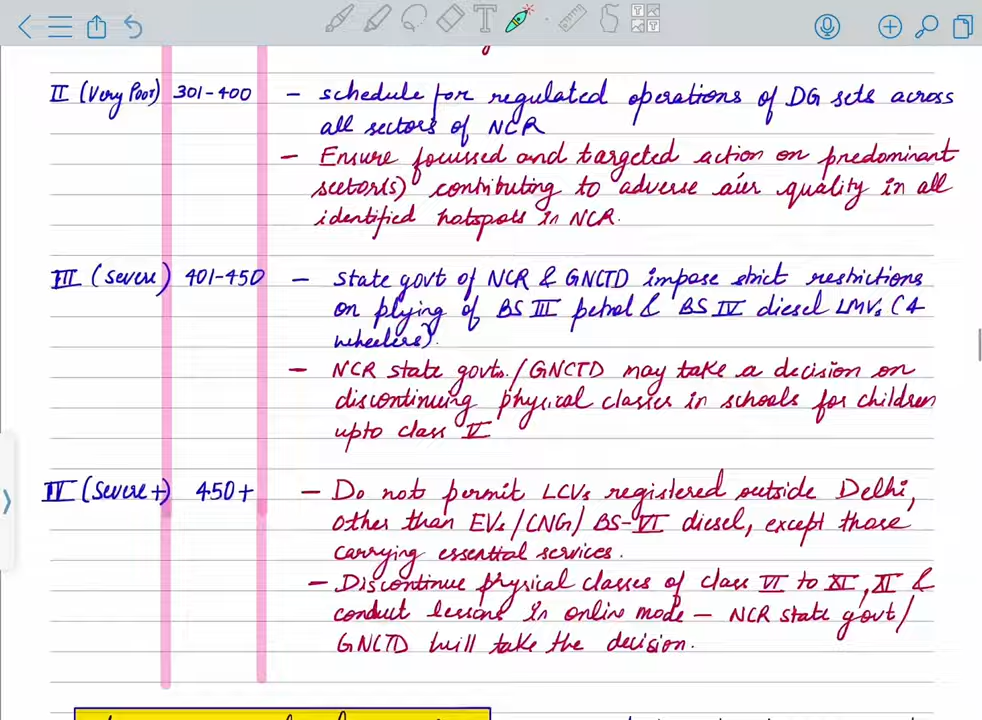 II (Very Poor) 301-400 - schedule for regulated operations of DG sets across
all sectors of NCR
- Ensure focussed and targeted action on predominant
sector(s) contributing to adverse air quality in all
identified hotspots in NCR.
III (severe) 401-450 - state govt of NCR & GNCTD impose strict restrictions
on plying of BS III petrol & BS IV diesel LMVs (4
wheelers).
- NCR state govts./GNCTD may take a decision on
discontinuing physical classes in schools for children
upto class V
IV (severe+) 450+ - Do not permit LCVs registered outside Delhi,
other than EVs/CNG/BS-VI diesel, except those
carrying essential services.
- Discontinue physical classes of class VI to IX, XI &
conduct lessons in online mode - NCR state govt/
GNCTD will take the decision.